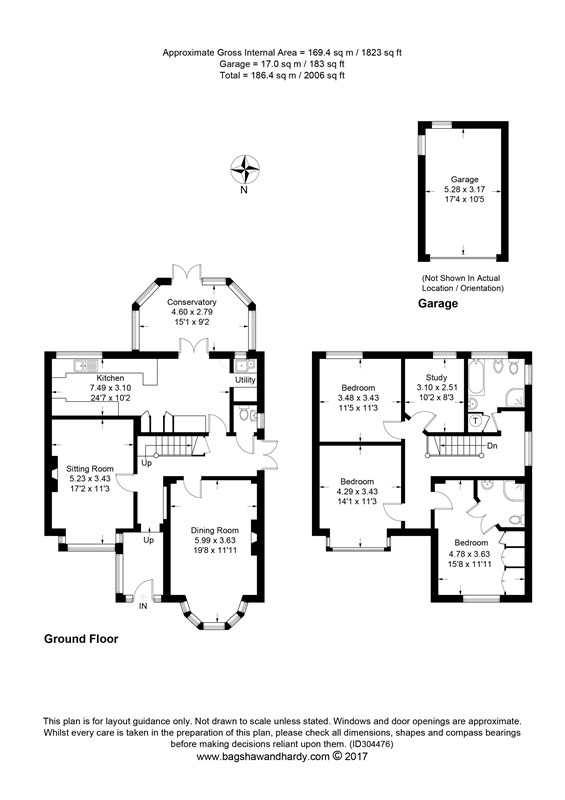 Approximate Gross Internal Area = 169.4 sq m / 1823 sq ft
Garage = 17.0 sq m / 183 sq ft
Total = 186.4 sq m / 2006 sq ft
N
Garage
5.28 x 3.17
17'4 x 10'5
(Not Shown In Actual
Location / Orientation)
Garage
Conservatory
4.60 x 2.79
15'1 x 9'2
Kitchen
7.49 x 3.10
24'7 x 10'2
Utility
Sitting Room
5.23 x 3.43
17'2 x 11'3
Up
Dining Room
5.99 x 3.63
19'8 x 11'11
Up
IN
Ground Floor
Bedroom
3.48 x 3.43
11'5 x 11'3
Study
3.10 x 2.51
10'2 x 8'3
T
Dn
Bedroom
4.29 x 3.43
14'1 x 11'3
Bedroom
4.78 x 3.63
15'8 x 11'11
This plan is for layout guidance only. Not drawn to scale unless stated. Windows and door openings are approximate.
Whilst every care is taken in the preparation of this plan, please check all dimensions, shapes and compass bearings
before making decisions reliant upon them. (ID304476)
www.bagshawandhardy.com © 2017